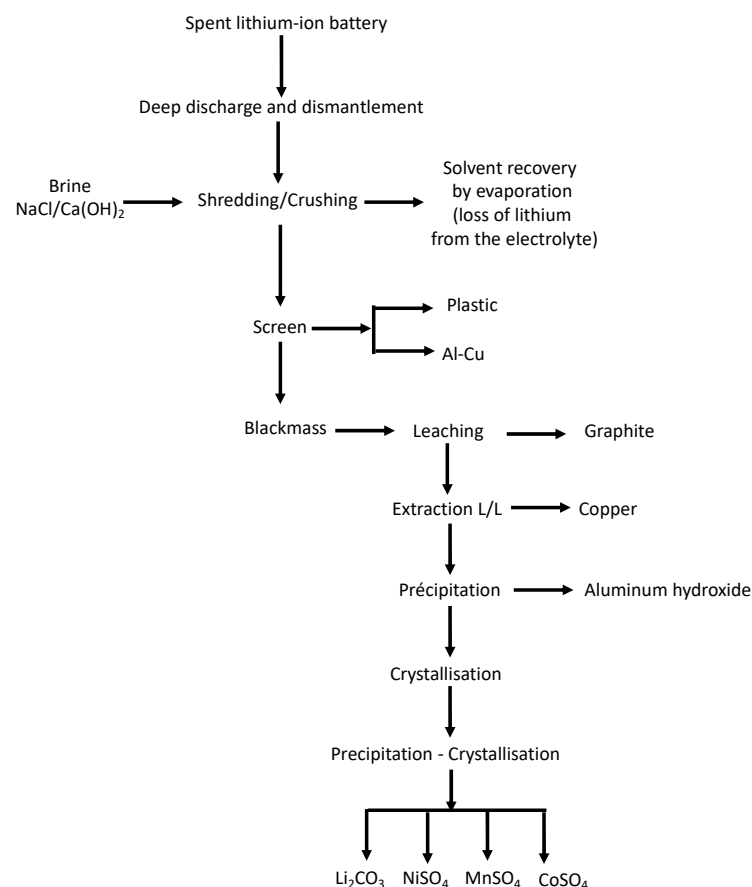 Spent lithium-ion battery
Deep discharge and dismantlement
Brine
NaCl/Ca(OH)₂
Shredding/Crushing
Solvent recovery
by evaporation
(loss of lithium
from the electrolyte)
Screen
Plastic
Al-Cu
Blackmass
Leaching
Graphite
Extraction L/L
Copper
Précipitation
Aluminum hydroxide
Crystallisation
Precipitation - Crystallisation
Li₂CO₃
NiSO₄
MnSO₄
CoSO₄